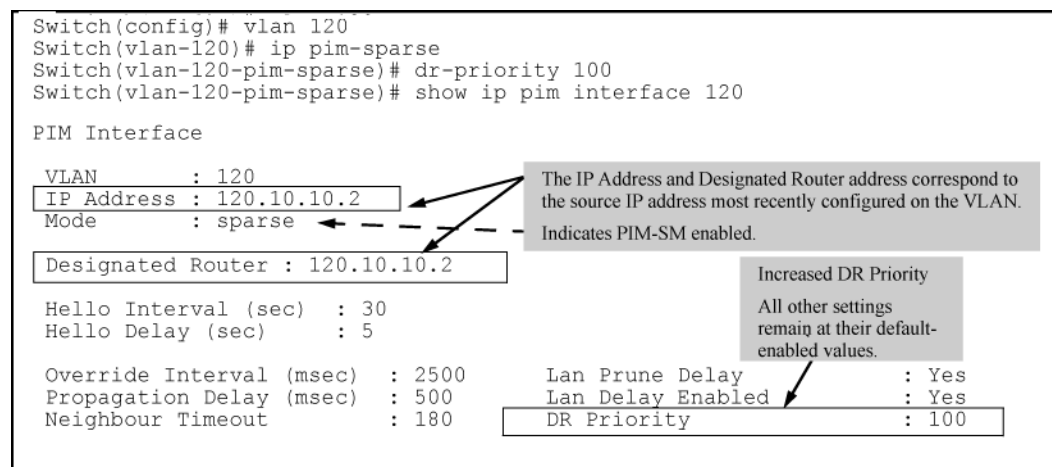 Switch(config)# vlan 120
Switch(vlan-120)# ip pim-sparse
Switch(vlan-120-pim-sparse)# dr-priority 100
Switch(vlan-120-pim-sparse)# show ip pim interface 120
PIM Interface
VLAN : 120
IP Address : 120.10.10.2
Mode : sparse
The IP Address and Designated Router address correspond to
the source IP address most recently configured on the VLAN.
Indicates PIM-SM enabled.
Designated Router : 120.10.10.2
Increased DR Priority
All other settings
remain at their default-
enabled values.
Hello Interval (sec) : 30
Hello Delay (sec) : 5
Override Interval (msec) : 2500 Lan Prune Delay : Yes
Propagation Delay (msec) : 500 Lan Delay Enabled : Yes
Neighbour Timeout : 180 DR Priority : 100